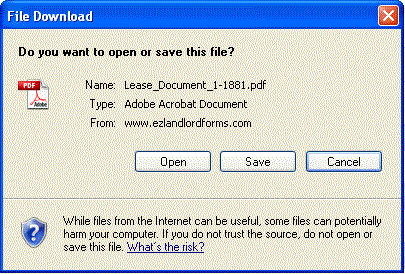 File Download
Do you want to open or save this file?
PDF
Adobe
Name: Lease_Document_1-1881.pdf
Type: Adobe Acrobat Document
From: www.ezlandlordforms.com
Open Save Cancel
While files from the Internet can be useful, some files can potentially
harm your computer. If you do not trust the source, do not open or
save this file. What's the risk?